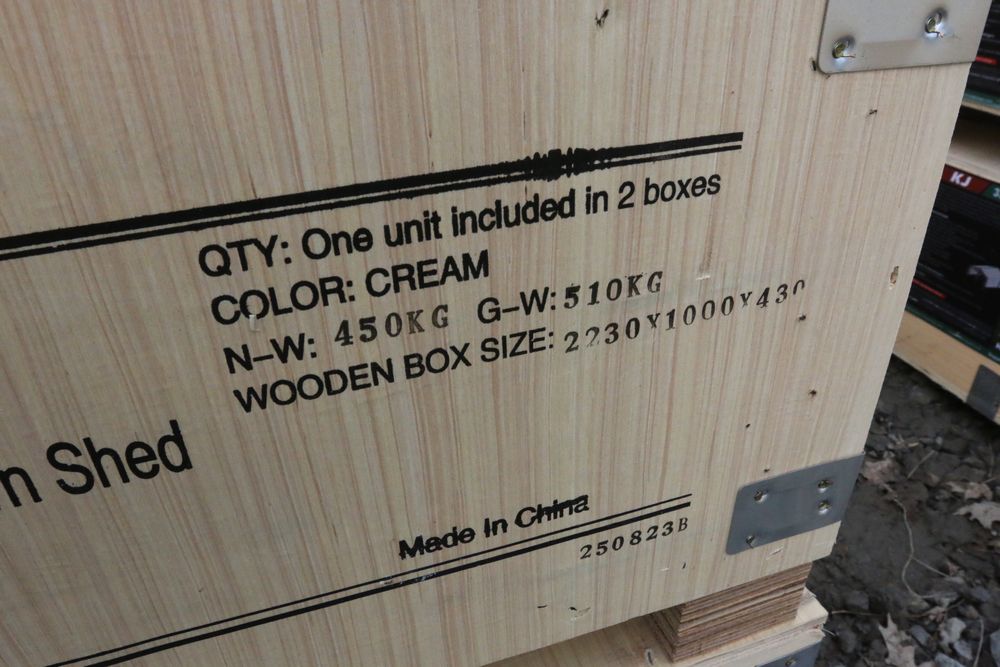 QTY: One unit included in 2 boxes
COLOR: CREAM
N-W: 450KG G-W: 510KG
WOODEN BOX SIZE: 2230X1000X430
n Shed
Made In China
250823B
KJ